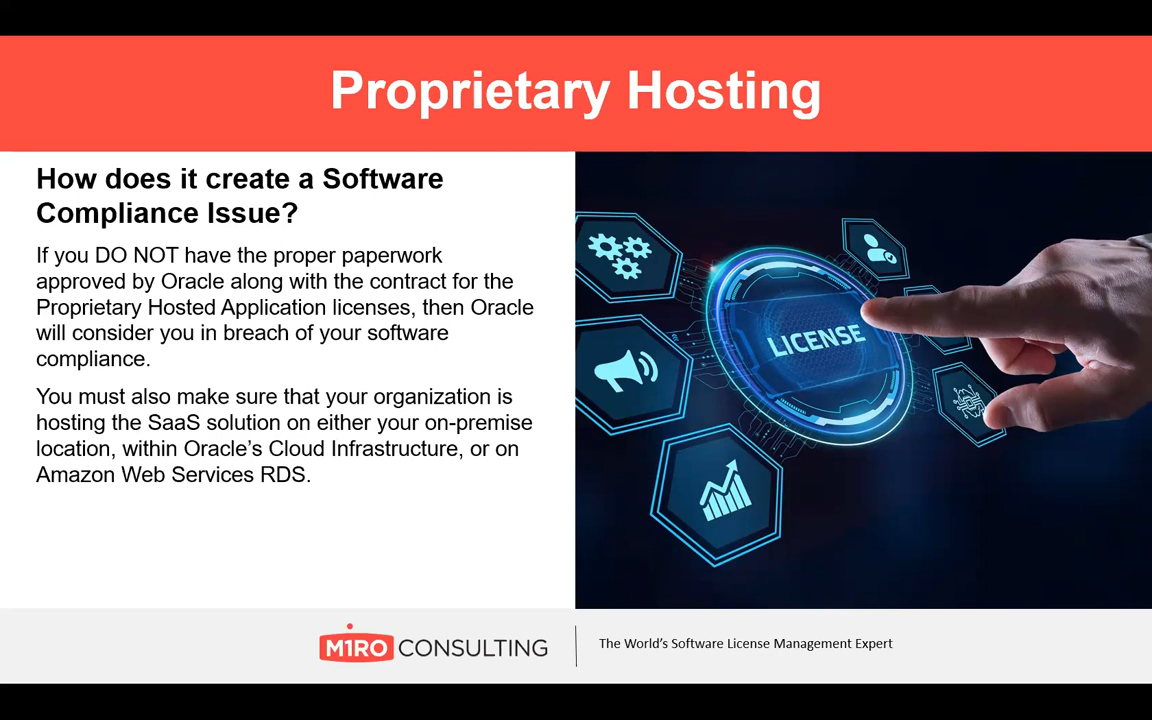 Proprietary Hosting
How does it create a Software
Compliance Issue?
If you DO NOT have the proper paperwork
approved by Oracle along with the contract for the
Proprietary Hosted Application licenses, then Oracle
will consider you in breach of your software
compliance.
You must also make sure that your organization is
hosting the SaaS solution on either your on-premise
location, within Oracle’s Cloud Infrastructure, or on
Amazon Web Services RDS.
LICENSE
M1RO CONSULTING
The World’s Software License Management Expert